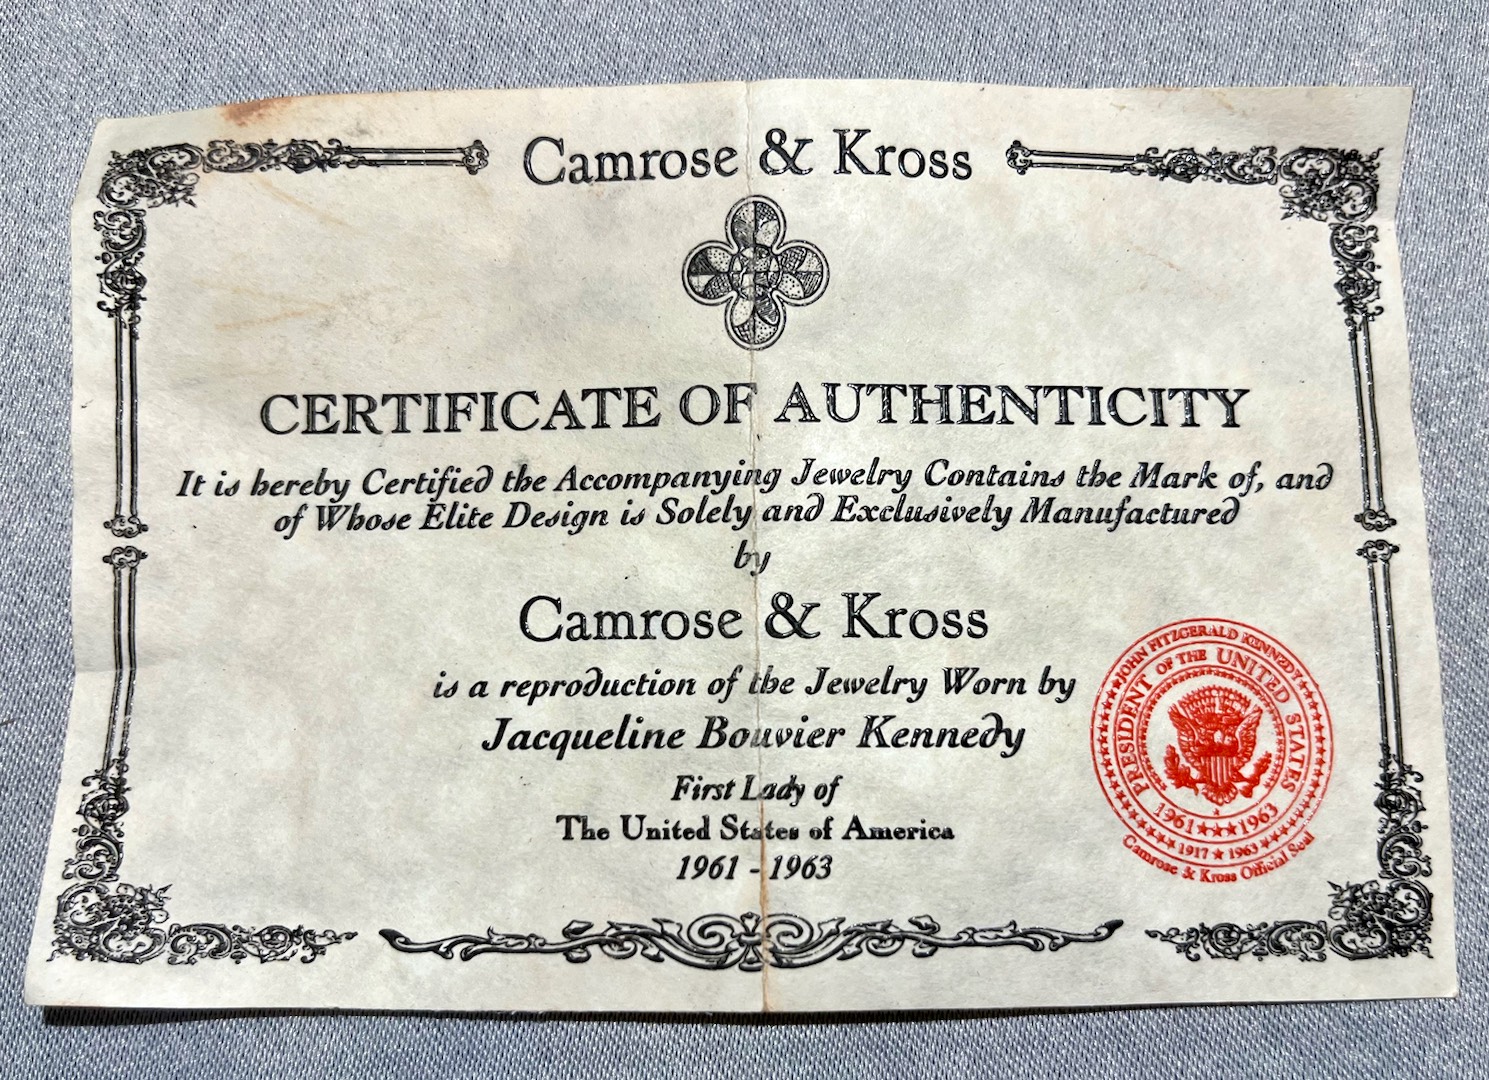 Camrose & Kross
CERTIFICATE OF AUTHENTICITY
It is hereby Certified the Accompanying Jewelry Contains the Mark of, and
of Whose Elite Design is Solely and Exclusively Manufactured
by
Camrose & Kross
is a reproduction of the Jewelry Worn by
Jacqueline Bouvier Kennedy
First Lady of
The United States of America
1961 - 1963
JOHN FITZGERALD KENNEDY
PRESIDENT OF THE UNITED STATES
1961★★★1963
1917 ★ 1963
Camrose & Kross Official Seal